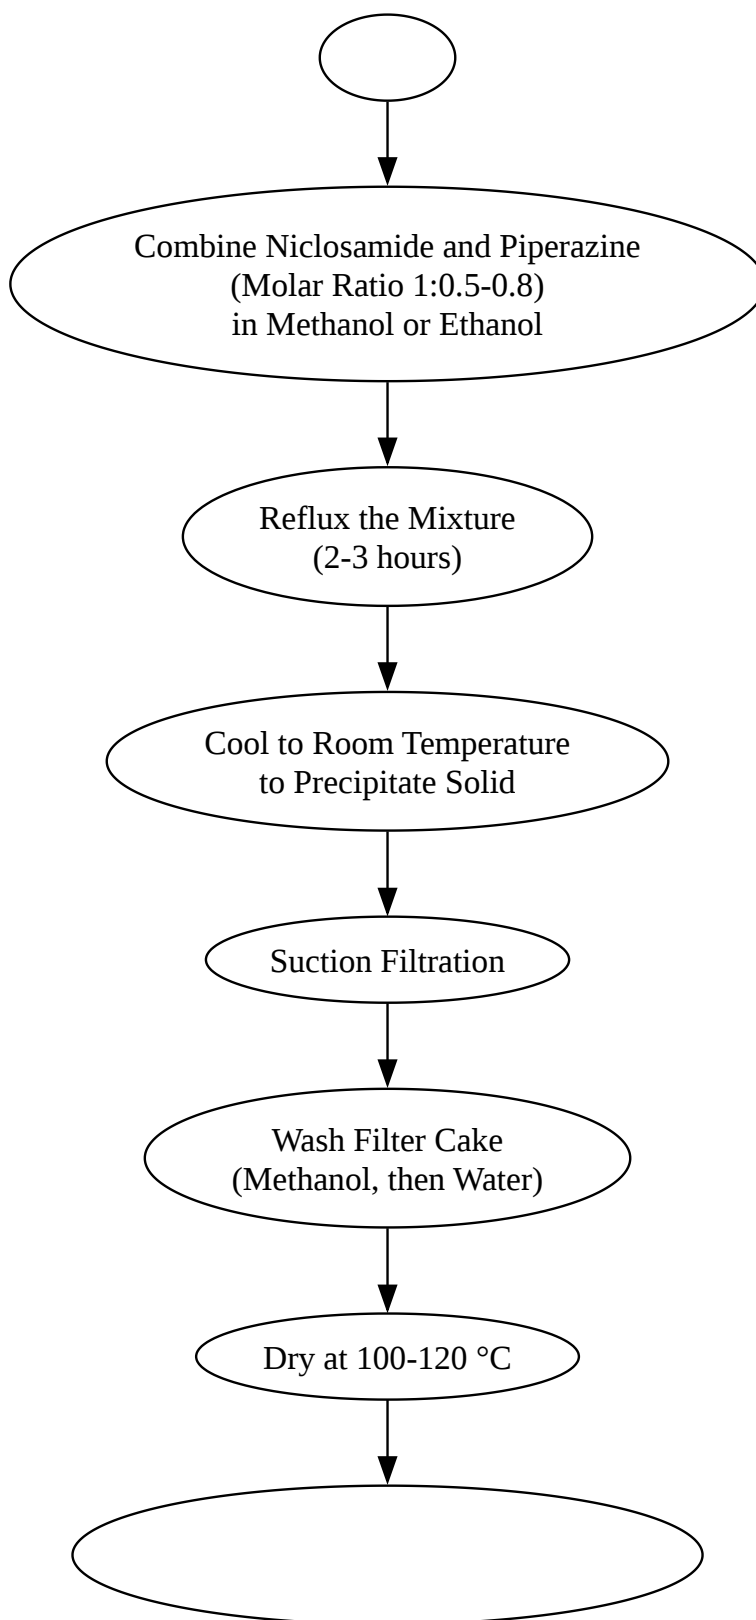 Combine Niclosamide and Piperazine
(Molar Ratio 1:0.5-0.8)
in Methanol or Ethanol
Reflux the Mixture
(2-3 hours)
Cool to Room Temperature
to Precipitate Solid
Suction Filtration
Wash Filter Cake
(Methanol, then Water)
Dry at 100-120 °C